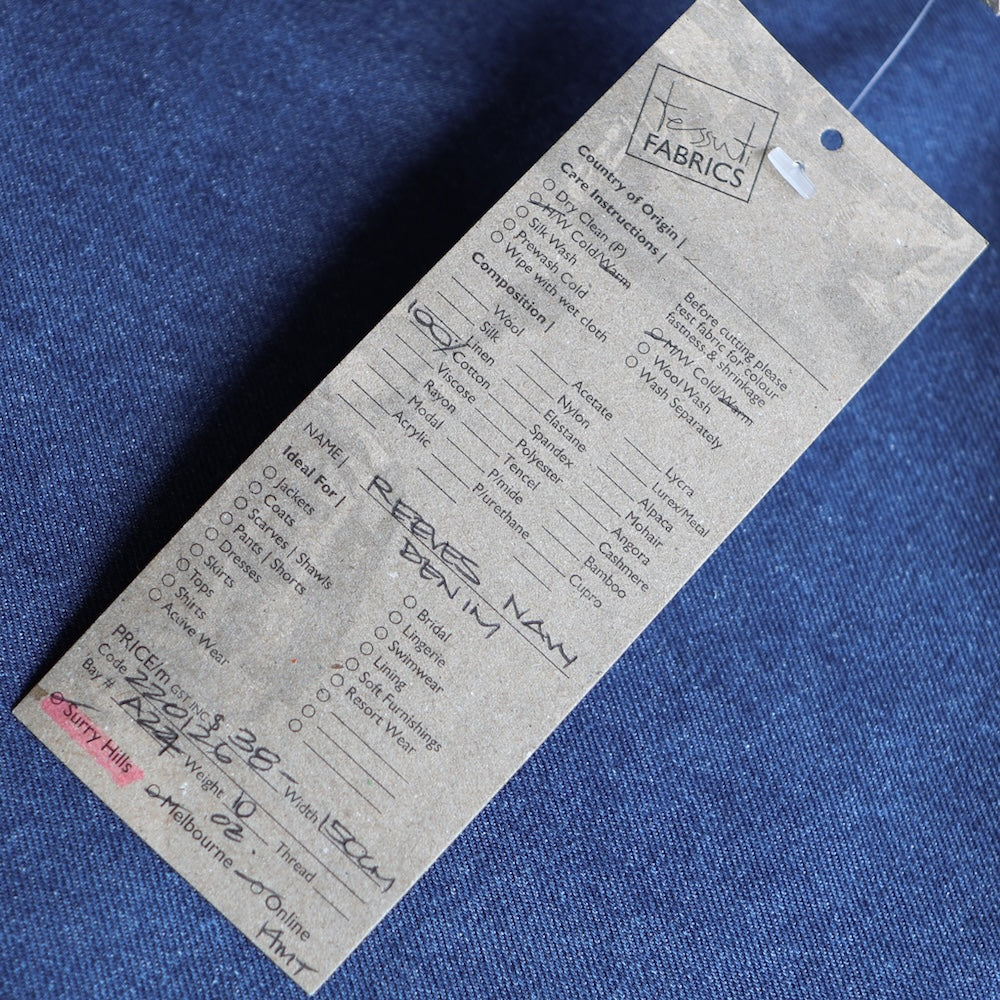 tessuti
FABRICS
Country of Origin |
Care Instructions |
Dry Clean (P)
M/W Cold/Warm
Silk Wash
Prewash Cold
Wipe with wet cloth
Before cutting please
test fabric for colour
fastness & shrinkage
M/W Cold/Warm
Wool Wash
Wash Separately
Composition |
Wool
Silk
Linen
100% Cotton
Viscose
Rayon
Modal
Acrylic
Acetate
Nylon
Elastane
Spandex
Polyester
Tencel
P/mide
P/urethane
Lycra
Lurex/Metal
Alpaca
Mohair
Angora
Cashmere
Bamboo
Cupro
NAME | REEVES NAVY
DENIM
Ideal For |
Jackets
Coats
Scarves | Shawls
Pants | Shorts
Dresses
Skirts
Tops
Shirts
Active Wear
Bridal
Lingerie
Swimwear
Lining
Soft Furnishings
Resort Wear
PRICE/m GST INC $ 38- Width 150cm
Code 2201260
Bay # Weight 10 oz. Thread
Surry Hills Melbourne Online